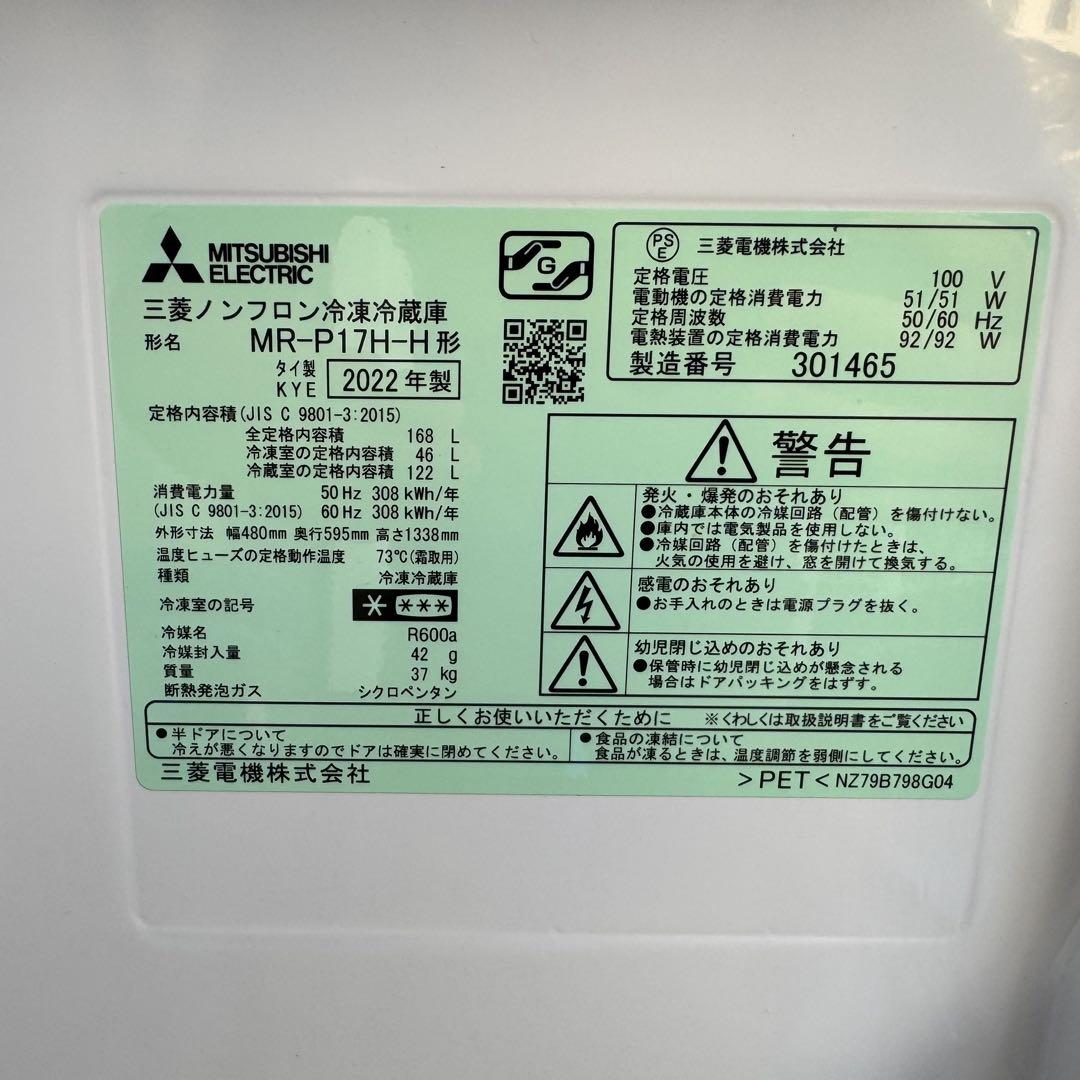 MITSUBISHI
ELECTRIC
三菱ノンフロン冷凍冷蔵庫
形名 MR-P17H-H形
タイ製
KYE 2022年製
定格内容積(JIS C 9801-3:2015)
全定格内容積 168 L
冷凍室の定格内容積 46 L
冷蔵室の定格内容積 122 L
消費電力量 50Hz 308kWh/年
(JIS C 9801-3:2015) 60Hz 308kWh/年
外形寸法 幅480mm 奥行595mm 高さ1338mm
温度ヒューズの定格動作温度 73℃(霜取用)
種類 冷凍冷蔵庫
冷凍室の記号
冷媒名 R600a
冷媒封入量 42 g
質量 37 kg
断熱発泡ガス シクロペンタン
G
PSE 三菱電機株式会社
定格電圧 100 V
電動機の定格消費電力 51/51 W
定格周波数 50/60 Hz
電熱装置の定格消費電力 92/92 W
製造番号 301465
警告
発火・爆発のおそれあり
●冷蔵庫本体の冷媒回路(配管)を傷付けない。
●庫内では電気製品を使用しない。
●冷媒回路(配管)を傷付けたときは、
火気の使用を避け、窓を開けて換気する。
感電のおそれあり
●お手入れのときは電源プラグを抜く。
幼児閉じ込めのおそれあり
●保管時に幼児閉じ込めが懸念される
場合はドアパッキングをはずす。
正しくお使いいただくために ※くわしくは取扱説明書をご覧ください
●半ドアについて
冷えが悪くなりますのでドアは確実に閉めてください。
●食品の凍結について
食品が凍るときは、温度調節を弱側にしてください。
三菱電機株式会社
>PET< NZ79B798G04